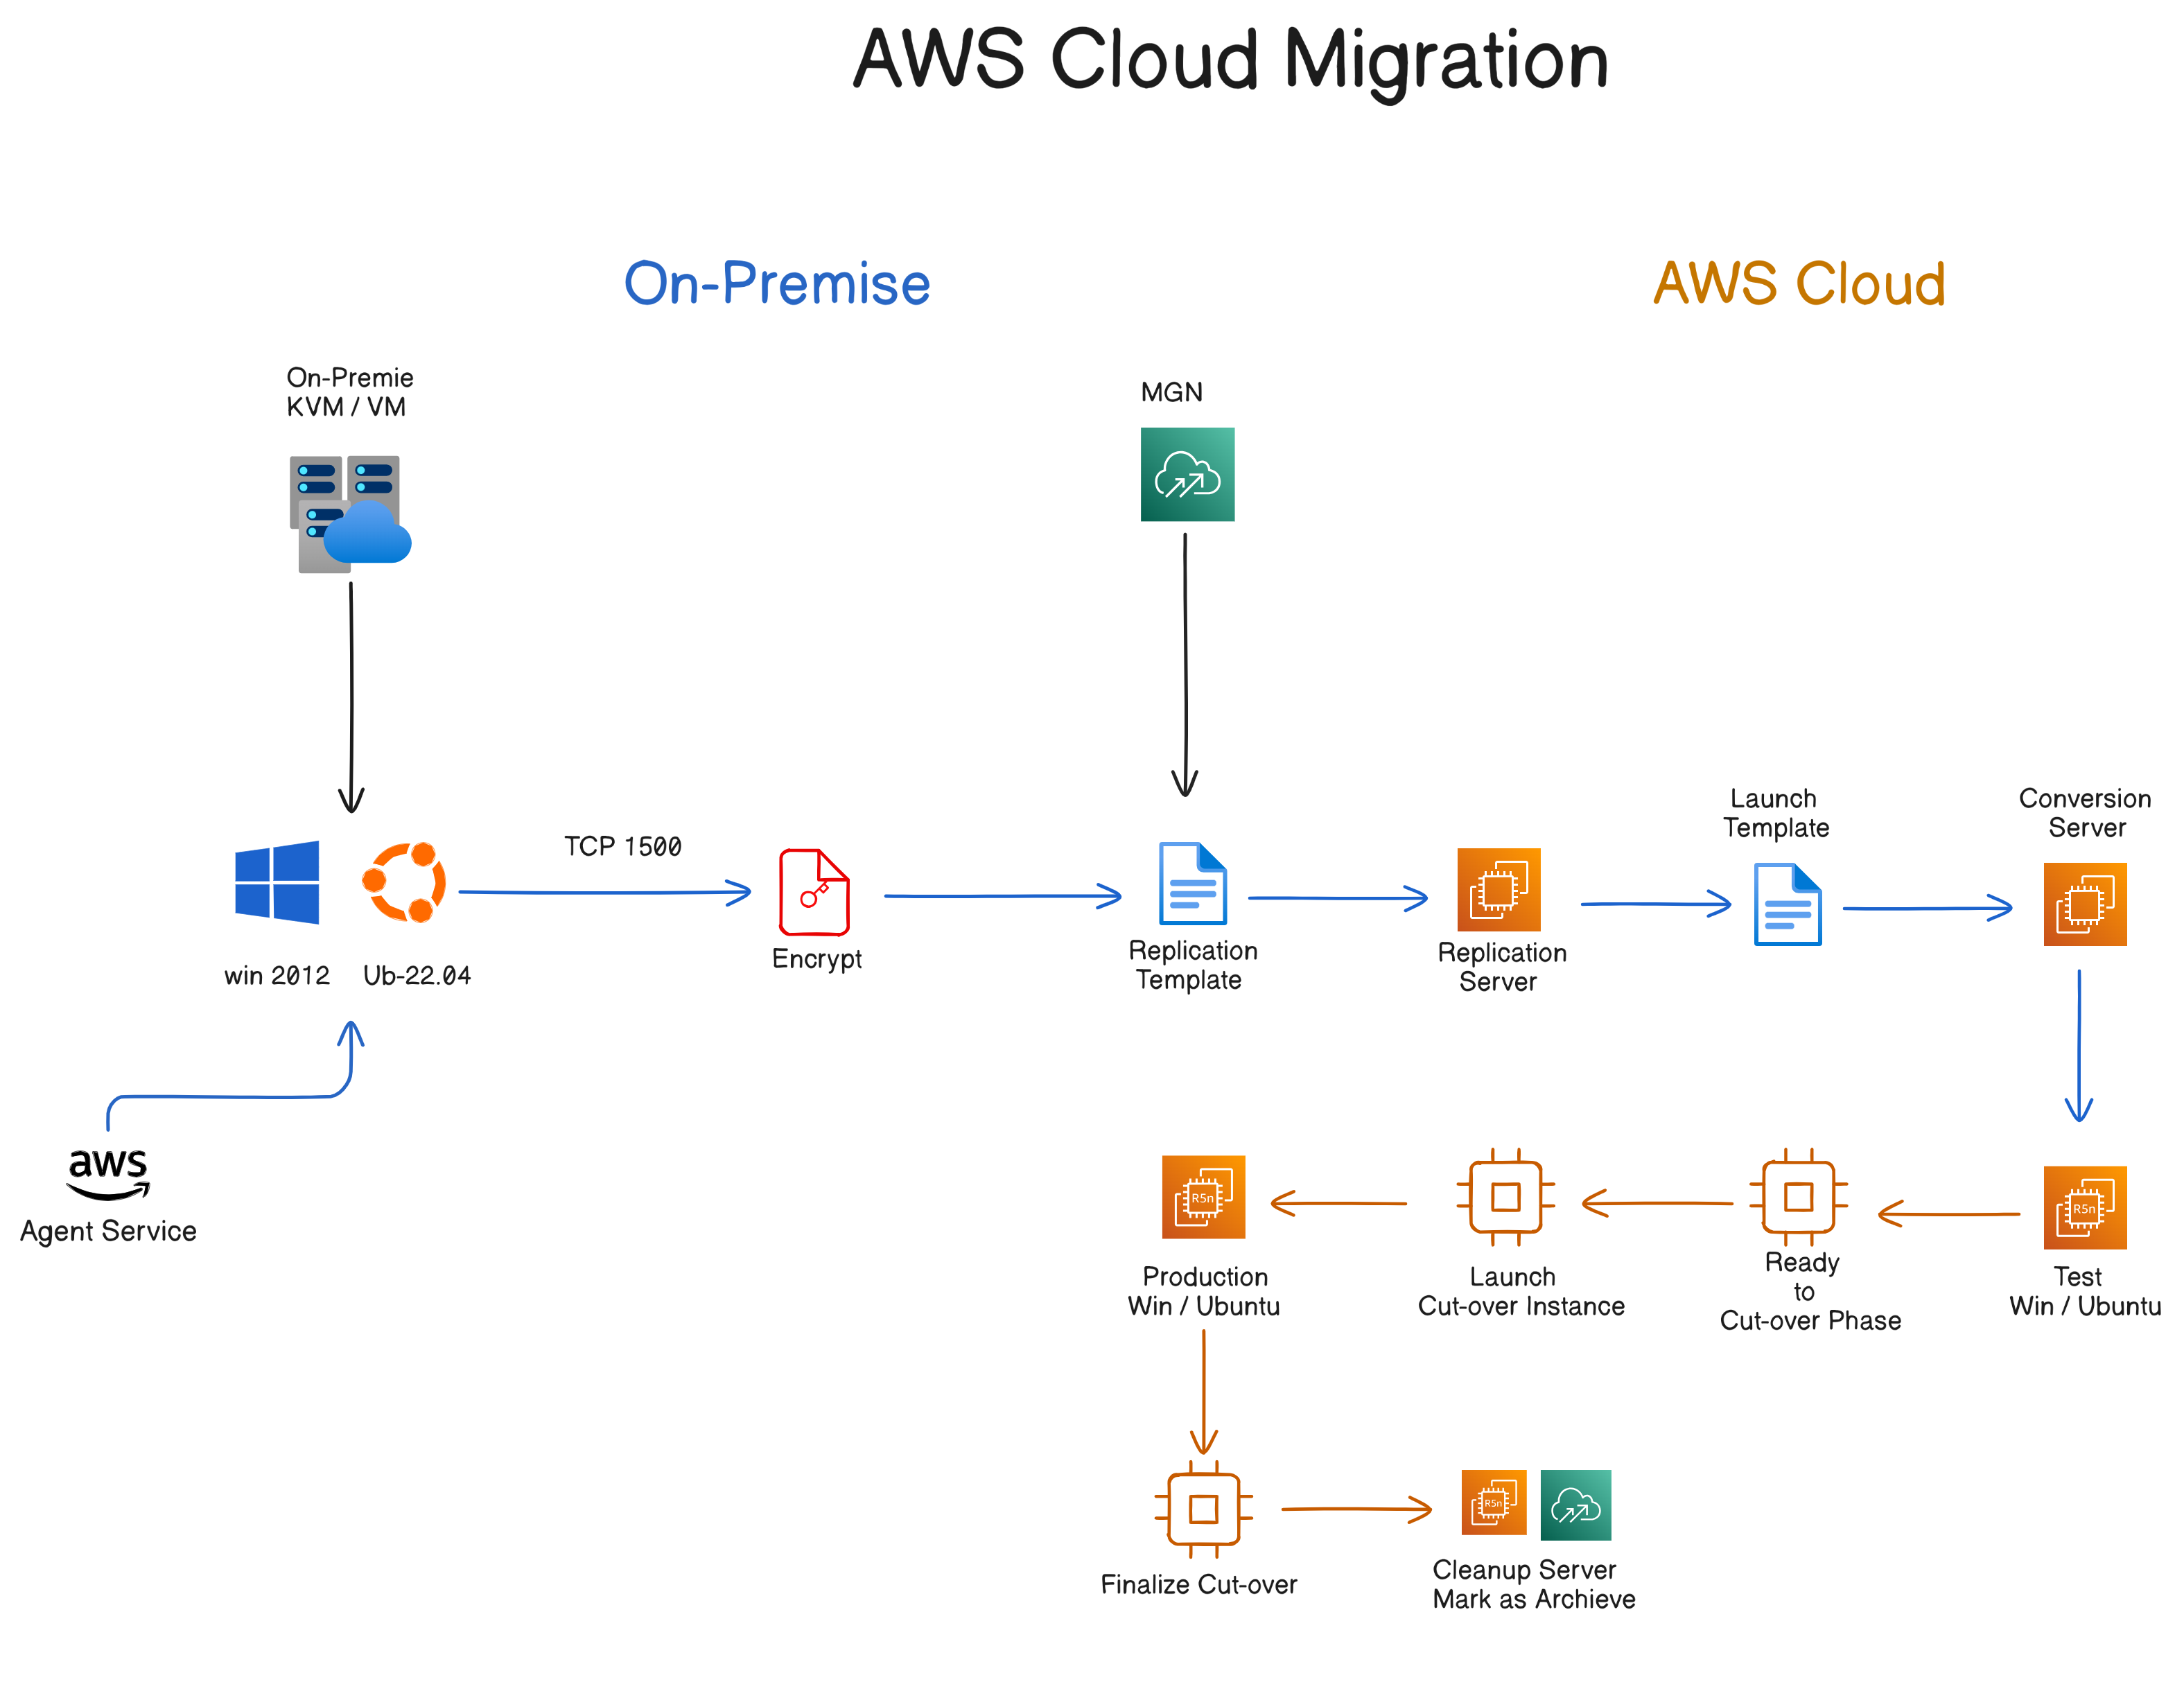 AWS Cloud Migration
On-Premise
AWS Cloud
On-Premie
KVM / VM
MGN
TCP 1500
Launch
Template
Conversion
Server
win 2012
Ub-22.04
Encrypt
Replication
Template
Replication
Server
aws
Agent Service
R5n
Production
Win / Ubuntu
Launch
Cut-over Instance
Ready
to
Cut-over Phase
R5n
Test
Win / Ubuntu
Finalize Cut-over
R5n
Cleanup Server
Mark as Archieve